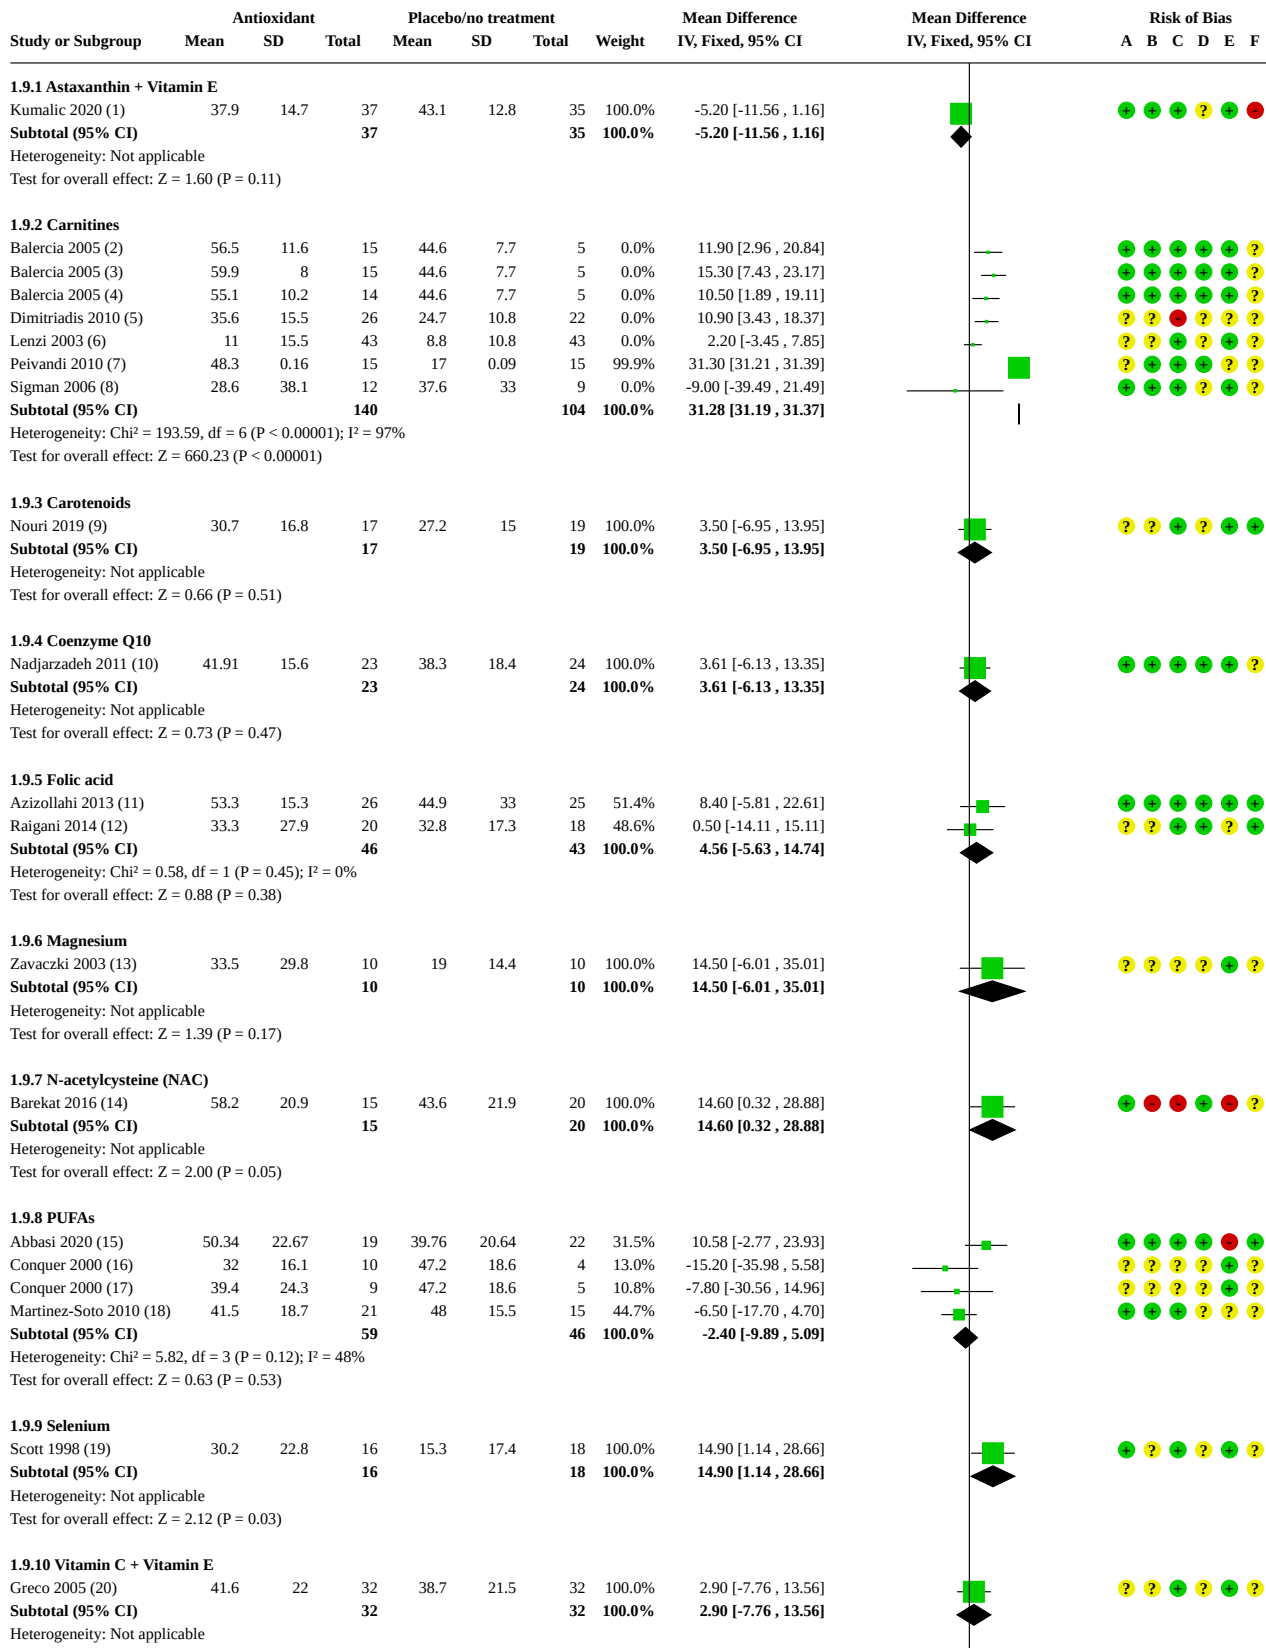 Antioxidant Placebo/no treatment Mean Difference Mean Difference Risk of Bias
Study or Subgroup Mean SD Total Mean SD Total Weight IV, Fixed, 95% CI IV, Fixed, 95% CI A B C D E F
1.9.1 Astaxanthin + Vitamin E
Kumalic 2020 (1) 37.9 14.7 37 43.1 12.8 35 100.0% -5.20 [-11.56 , 1.16] + + + ? + -
Subtotal (95% CI) 37 35 100.0% -5.20 [-11.56 , 1.16]
Heterogeneity: Not applicable
Test for overall effect: Z = 1.60 (P = 0.11)
1.9.2 Carnitines
Balercia 2005 (2) 56.5 11.6 15 44.6 7.7 5 0.0% 11.90 [2.96 , 20.84] + + + + + ?
Balercia 2005 (3) 59.9 8 15 44.6 7.7 5 0.0% 15.30 [7.43 , 23.17] + + + + + ?
Balercia 2005 (4) 55.1 10.2 14 44.6 7.7 5 0.0% 10.50 [1.89 , 19.11] + + + + + ?
Dimitriadis 2010 (5) 35.6 15.5 26 24.7 10.8 22 0.0% 10.90 [3.43 , 18.37] ? ? - ? ? ?
Lenzi 2003 (6) 11 15.5 43 8.8 10.8 43 0.0% 2.20 [-3.45 , 7.85] ? ? + ? + ?
Peivandi 2010 (7) 48.3 0.16 15 17 0.09 15 99.9% 31.30 [31.21 , 31.39] ? + + + ? ?
Sigman 2006 (8) 28.6 38.1 12 37.6 33 9 0.0% -9.00 [-39.49 , 21.49] + + + ? + ?
Subtotal (95% CI) 140 104 100.0% 31.28 [31.19 , 31.37]
Heterogeneity: Chi² = 193.59, df = 6 (P < 0.00001); I² = 97%
Test for overall effect: Z = 660.23 (P < 0.00001)
1.9.3 Carotenoids
Nouri 2019 (9) 30.7 16.8 17 27.2 15 19 100.0% 3.50 [-6.95 , 13.95] ? ? + ? + +
Subtotal (95% CI) 17 19 100.0% 3.50 [-6.95 , 13.95]
Heterogeneity: Not applicable
Test for overall effect: Z = 0.66 (P = 0.51)
1.9.4 Coenzyme Q10
Nadjarzadeh 2011 (10) 41.91 15.6 23 38.3 18.4 24 100.0% 3.61 [-6.13 , 13.35] + + + + + ?
Subtotal (95% CI) 23 24 100.0% 3.61 [-6.13 , 13.35]
Heterogeneity: Not applicable
Test for overall effect: Z = 0.73 (P = 0.47)
1.9.5 Folic acid
Azizollahi 2013 (11) 53.3 15.3 26 44.9 33 25 51.4% 8.40 [-5.81 , 22.61] + + + + + +
Raigani 2014 (12) 33.3 27.9 20 32.8 17.3 18 48.6% 0.50 [-14.11 , 15.11] ? ? + + ? +
Subtotal (95% CI) 46 43 100.0% 4.56 [-5.63 , 14.74]
Heterogeneity: Chi² = 0.58, df = 1 (P = 0.45); I² = 0%
Test for overall effect: Z = 0.88 (P = 0.38)
1.9.6 Magnesium
Zavaczki 2003 (13) 33.5 29.8 10 19 14.4 10 100.0% 14.50 [-6.01 , 35.01] ? ? ? ? + ?
Subtotal (95% CI) 10 10 100.0% 14.50 [-6.01 , 35.01]
Heterogeneity: Not applicable
Test for overall effect: Z = 1.39 (P = 0.17)
1.9.7 N-acetylcysteine (NAC)
Barekat 2016 (14) 58.2 20.9 15 43.6 21.9 20 100.0% 14.60 [0.32 , 28.88] + - - + - ?
Subtotal (95% CI) 15 20 100.0% 14.60 [0.32 , 28.88]
Heterogeneity: Not applicable
Test for overall effect: Z = 2.00 (P = 0.05)
1.9.8 PUFAs
Abbasi 2020 (15) 50.34 22.67 19 39.76 20.64 22 31.5% 10.58 [-2.77 , 23.93] + + + + - +
Conquer 2000 (16) 32 16.1 10 47.2 18.6 4 13.0% -15.20 [-35.98 , 5.58] ? ? ? ? + ?
Conquer 2000 (17) 39.4 24.3 9 47.2 18.6 5 10.8% -7.80 [-30.56 , 14.96] ? ? ? ? + ?
Martinez-Soto 2010 (18) 41.5 18.7 21 48 15.5 15 44.7% -6.50 [-17.70 , 4.70] + + + ? ? ?
Subtotal (95% CI) 59 46 100.0% -2.40 [-9.89 , 5.09]
Heterogeneity: Chi² = 5.82, df = 3 (P = 0.12); I² = 48%
Test for overall effect: Z = 0.63 (P = 0.53)
1.9.9 Selenium
Scott 1998 (19) 30.2 22.8 16 15.3 17.4 18 100.0% 14.90 [1.14 , 28.66] + ? + ? + ?
Subtotal (95% CI) 16 18 100.0% 14.90 [1.14 , 28.66]
Heterogeneity: Not applicable
Test for overall effect: Z = 2.12 (P = 0.03)
1.9.10 Vitamin C + Vitamin E
Greco 2005 (20) 41.6 22 32 38.7 21.5 32 100.0% 2.90 [-7.76 , 13.56] ? ? + ? + ?
Subtotal (95% CI) 32 32 100.0% 2.90 [-7.76 , 13.56]
Heterogeneity: Not applicable